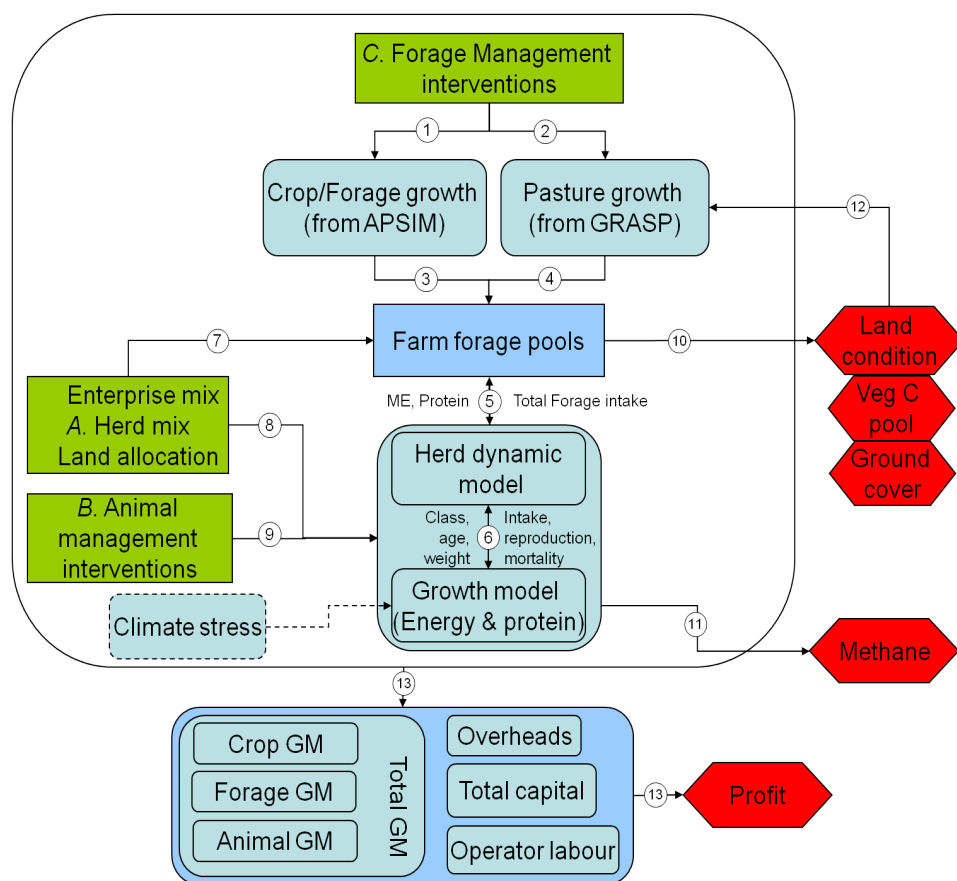 C. Forage Management
interventions
1
2
Crop/Forage growth
(from APSIM)
Pasture growth
(from GRASP)
12
3
4
7
Farm forage pools
10
Land
condition
Veg C
pool
Ground
cover
ME, Protein
5
Total Forage intake
Enterprise mix
A. Herd mix
Land allocation
8
Herd dynamic
model
B. Animal
management
interventions
9
Class,
age,
weight
6
Intake,
reproduction,
mortality
Growth model
(Energy & protein)
Climate stress
11
Methane
13
Crop GM
Forage GM
Animal GM
Total GM
Overheads
Total capital
Operator labour
13
Profit